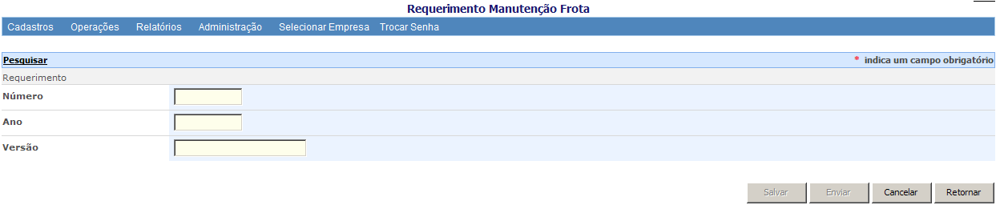 Requerimento Manutenção Frota
Cadastros Operações Relatórios Administração Selecionar Empresa Trocar Senha
Pesquisar * indica um campo obrigatório
Requerimento
Número
Ano
Versão
Salvar Enviar Cancelar Retornar